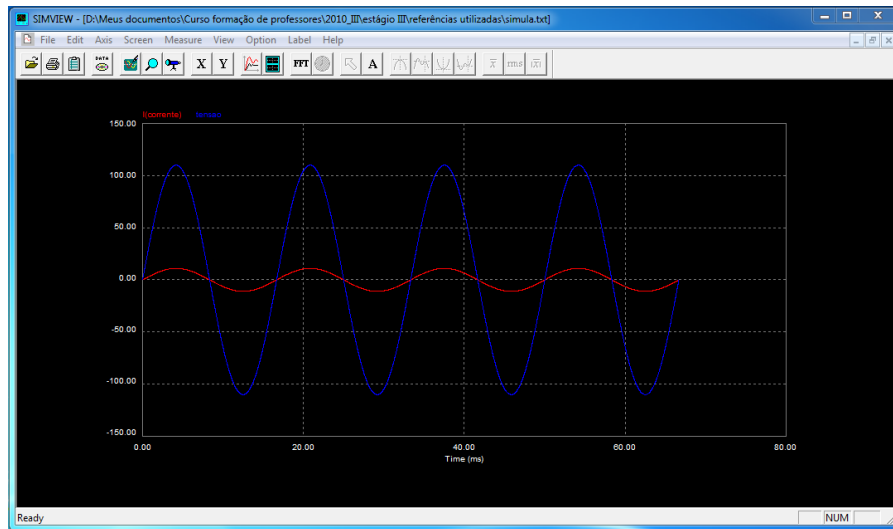 SIMVIEW - [D:\Meus documentos\Curso formação de professores\2010_III\estágio III\referências utilizadas\simula.txt]
File Edit Axis Screen Measure View Option Label Help
DATA X Y FFT A x rms |x|
I(corrente) tensao
150.00
100.00
50.00
0.00
-50.00
-100.00
-150.00
0.00 20.00 40.00 60.00 80.00
Time (ms)
Ready NUM